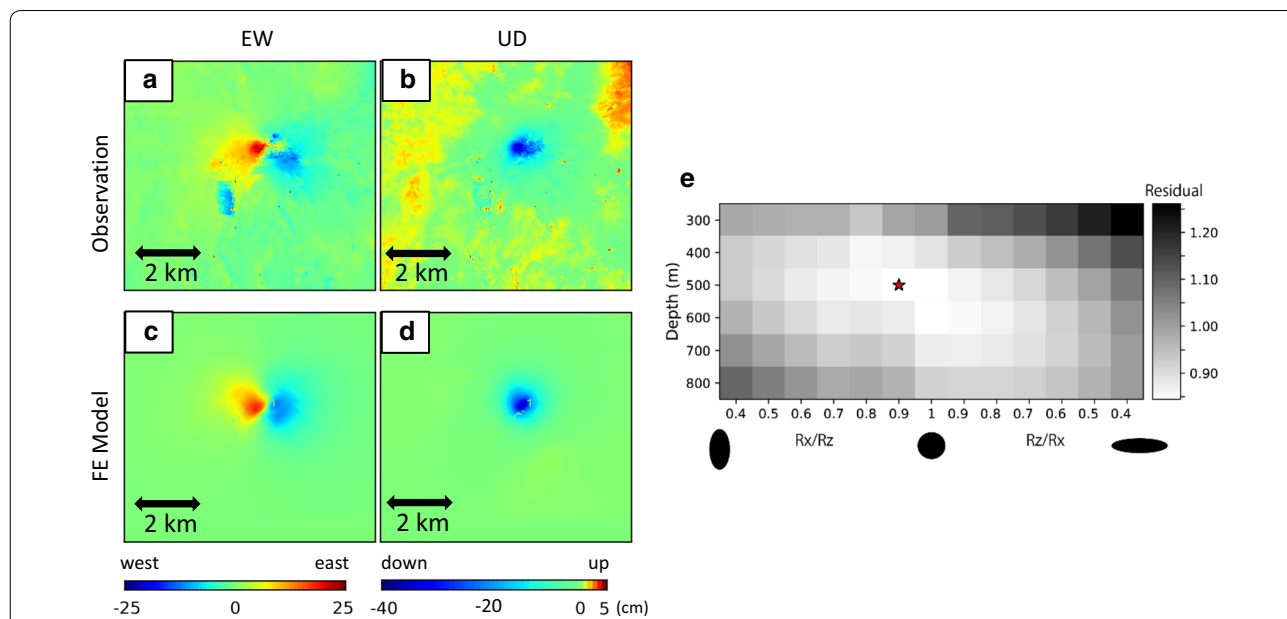 EW UD
a b
Observation
2 km 2 km
c d
FE Model
2 km 2 km
west east down up
-25 0 25 -40 -20 0 5 (cm)
e
Residual
300
400
500
600
700
800
Depth (m)
1.20
1.10
1.00
0.90
0.4 0.5 0.6 0.7 0.8 0.9 1 0.9 0.8 0.7 0.6 0.5 0.4
Rx/Rz Rz/Rx